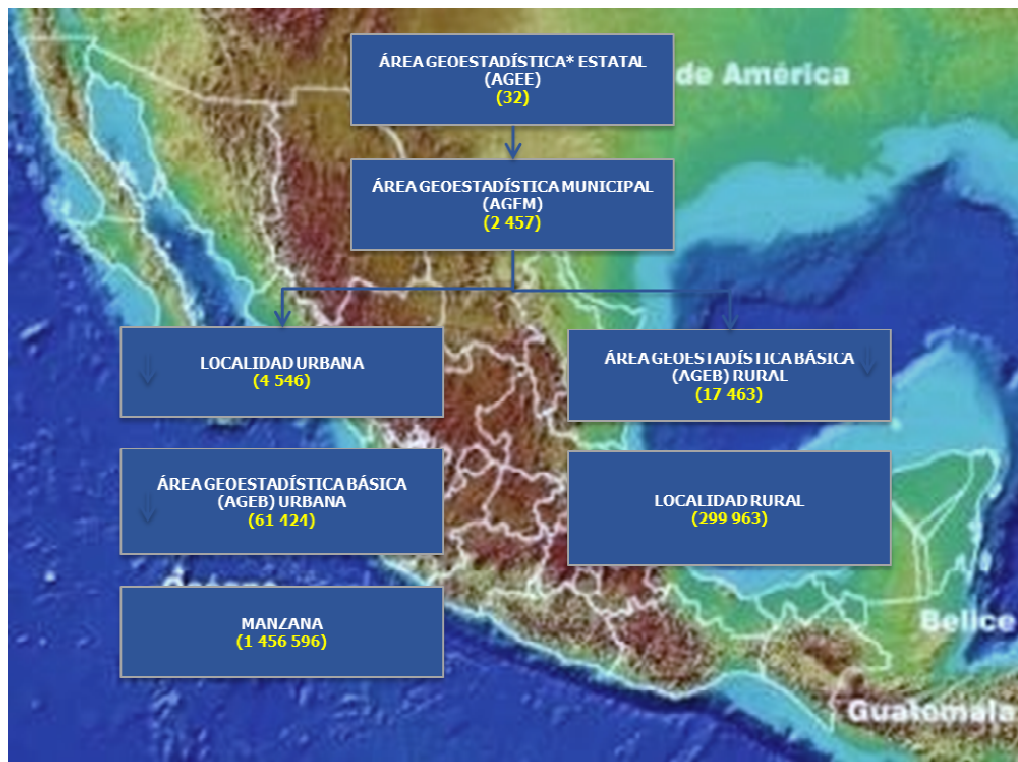 ÁREA GEOESTADÍSTICA* ESTATAL
(AGEE)
(32)
de América
ÁREA GEOESTADÍSTICA MUNICIPAL
(AGEM)
(2 457)
LOCALIDAD URBANA
(4 546)
ÁREA GEOESTADÍSTICA BÁSICA
(AGEB) RURAL
(17 463)
ÁREA GEOESTADÍSTICA BÁSICA
(AGEB) URBANA
(61 424)
LOCALIDAD RURAL
(299 963)
MANZANA
(1 456 596)
Belice
Guatemala